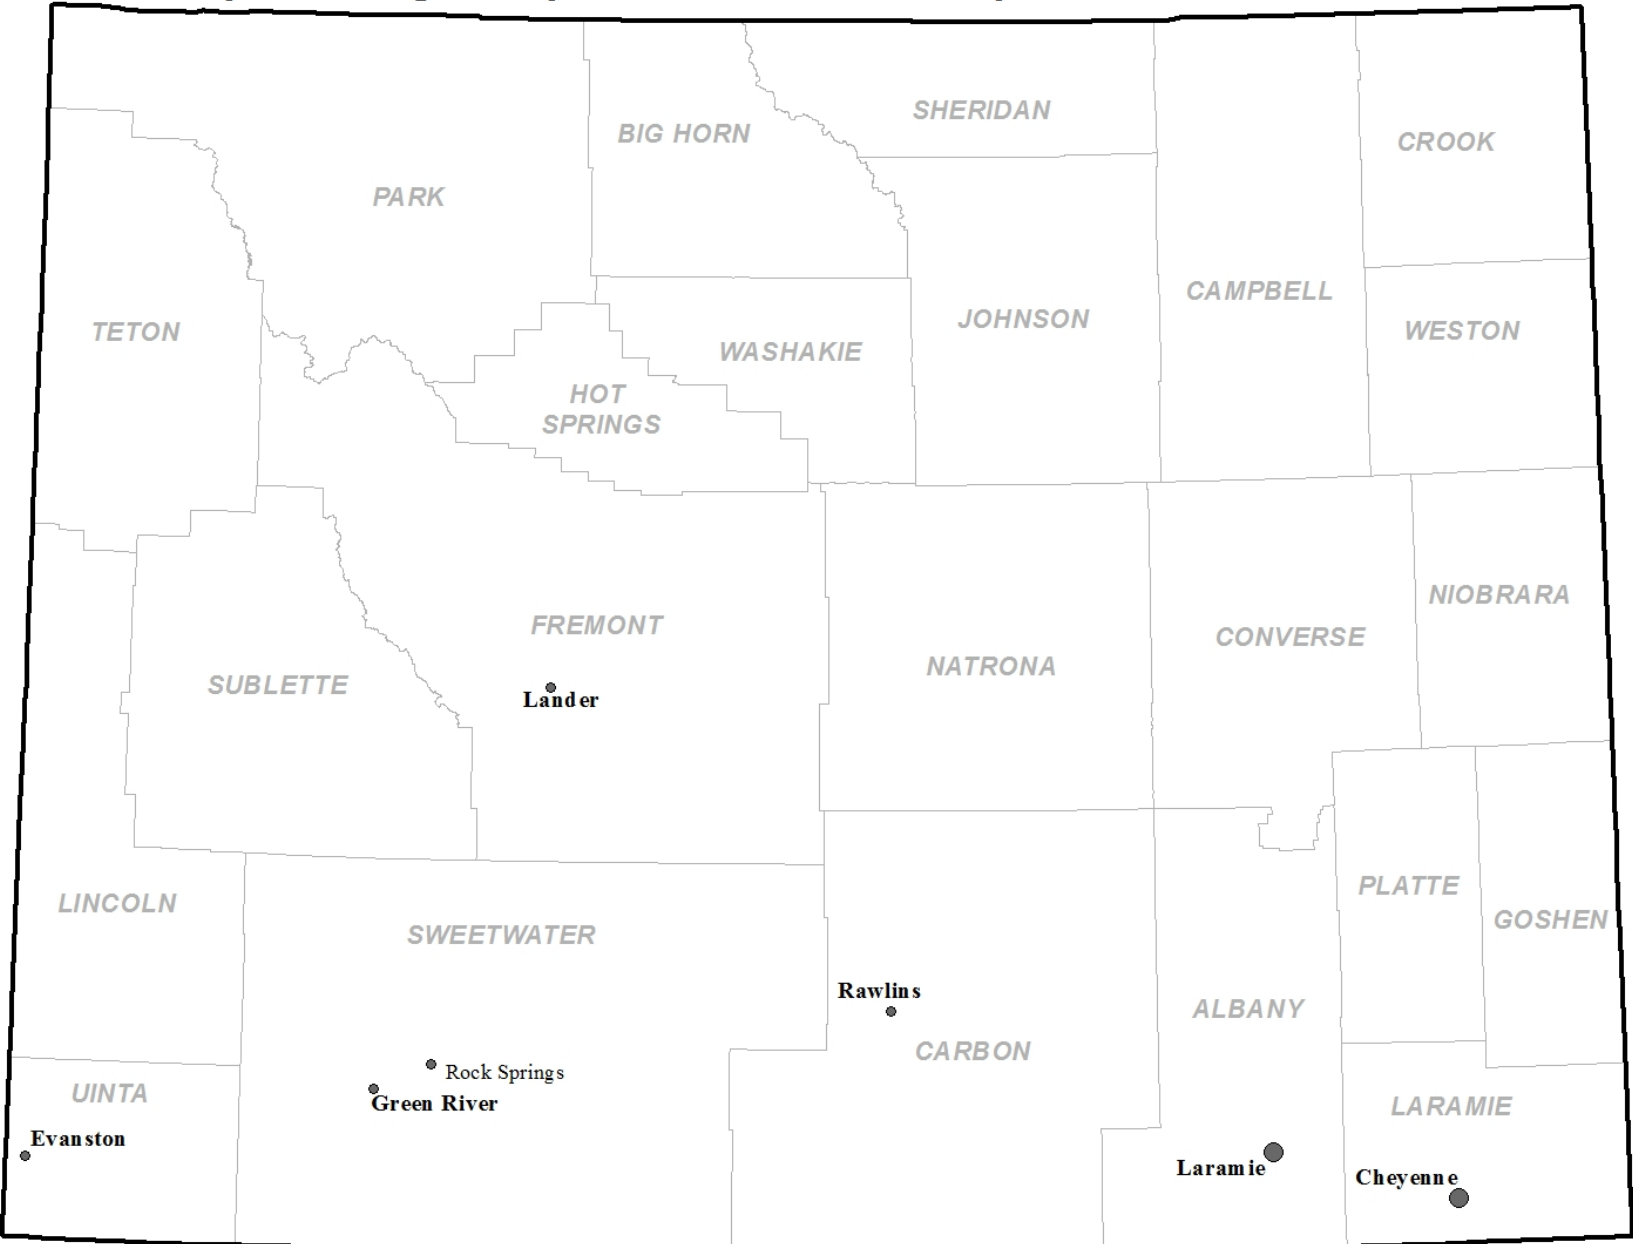 SHERIDAN
BIG HORN
CROOK
PARK
CAMPBELL
JOHNSON
TETON
WESTON
WASHAKIE
HOT
SPRINGS
NIOBRARA
FREMONT
CONVERSE
NATRONA
SUBLETTE
Lander
PLATTE
LINCOLN
GOSHEN
SWEETWATER
Rawlins
ALBANY
CARBON
Rock Springs
UINTA
Green River
LARAMIE
Evanston
Laramie
Cheyenne